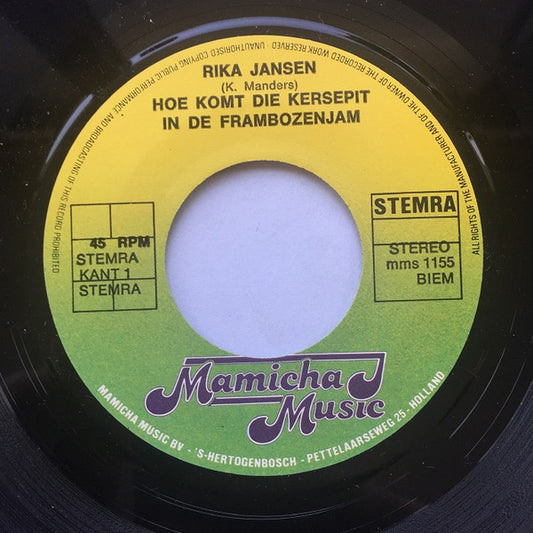 ALL RIGHTS OF THE MANUFACTURER AND OF THE OWNER OF THE RECORDED WORK RESERVED - UNAUTHORISED COPYING PUBLIC PERFORMANCE AND BROADCASTING OF THIS RECORD PROHIBITED
RIKA JANSEN
(K. Manders)
HOE KOMT DIE KERSEPIT
IN DE FRAMBOZENJAM
45 RPM
STEMRA
KANT 1
STEMRA
STEMRA
STEREO
mms 1155
BIEM
Mamicha
Music
MAMICHA MUSIC BV - 'S-HERTOGENBOSCH - PETTELAARSEWEG 25 - HOLLAND